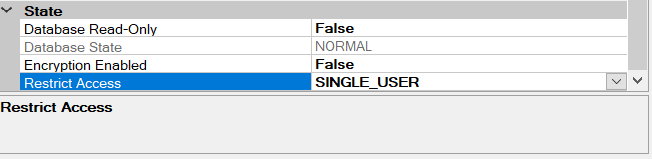 State
Database Read-Only False
Database State NORMAL
Encryption Enabled False
Restrict Access SINGLE_USER
Restrict Access